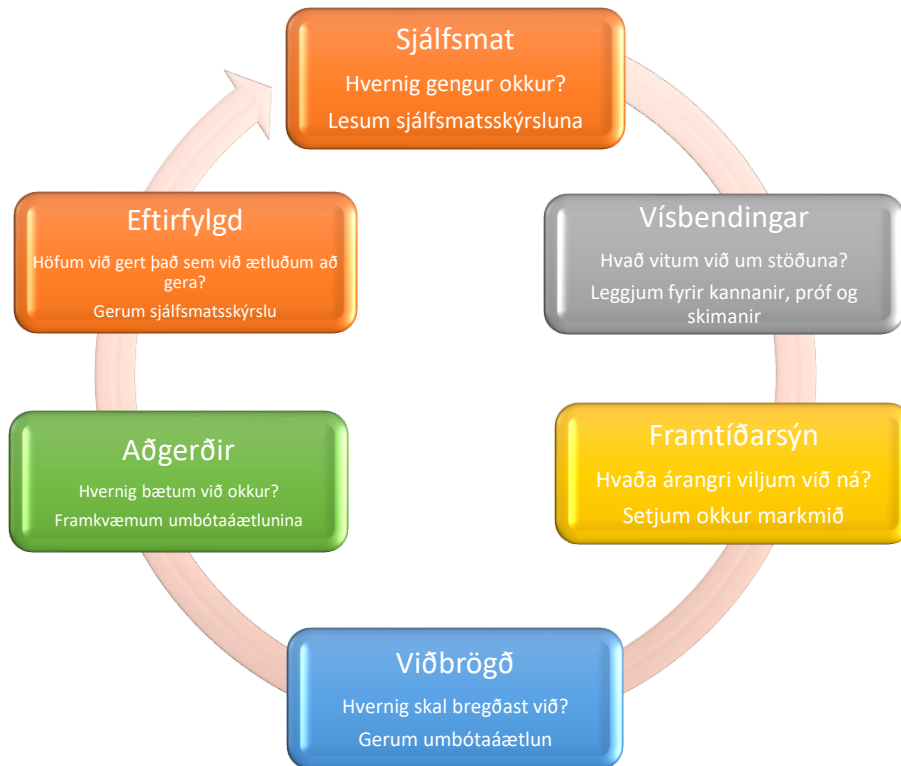 Sjálfsmat
Hvernig gengur okkur?
Lesum sjálfsmatsskýrsluna
Vísbendingar
Hvað vitum við um stöðuna?
Leggjum fyrir kannanir, próf og
skimanir
Framtíðarsýn
Hvaða árangri viljum við ná?
Setjum okkur markmið
Viðbrögð
Hvernig skal bregðast við?
Gerum umbótaáætlun
Aðgerðir
Hvernig bætum við okkur?
Framkvæmum umbótaáætlunina
Eftirfylgd
Höfum við gert það sem við ætluðum að
gera?
Gerum sjálfsmatsskýrslu